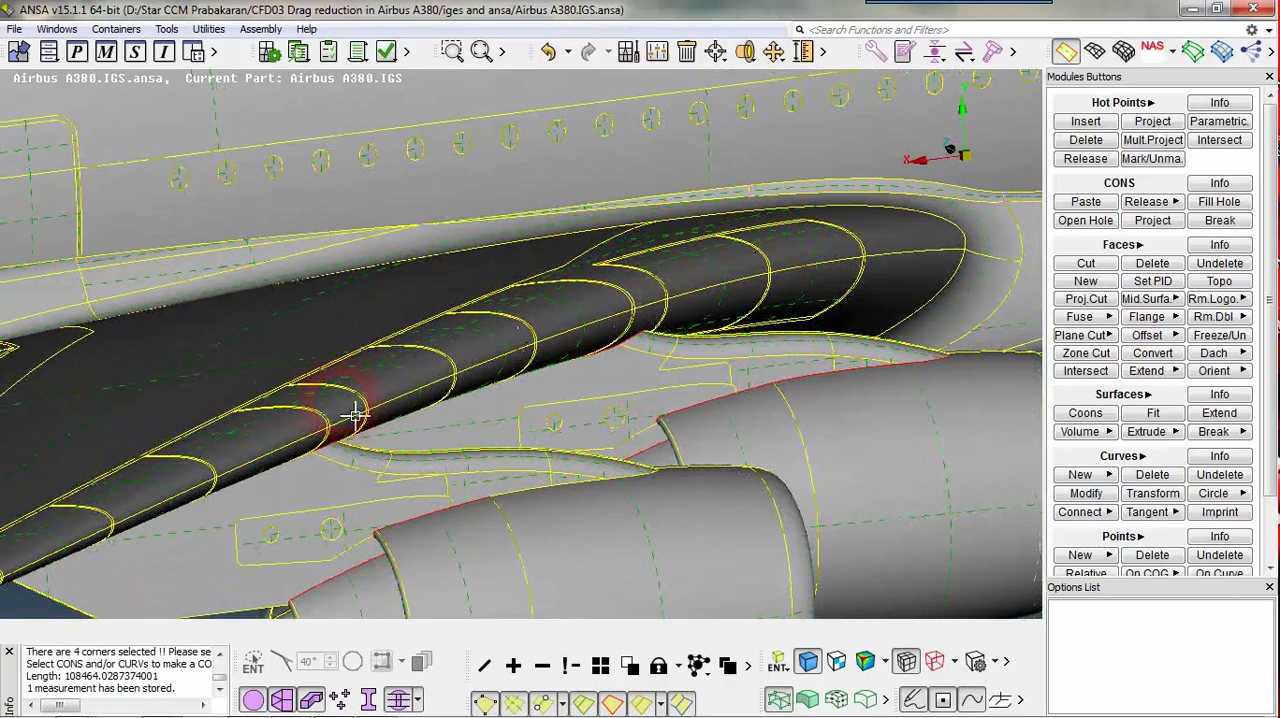 ANSA v15.1.1 64-bit (D:/Star CCM Prabakaran/CFD03 Drag reduction in Airbus A380/iges and ansa/Airbus A380.IGS.ansa)
File Windows Containers Tools Utilities Assembly Help
<Search Functions and Filters>
P M S I
NAS
Airbus A380.IGS.ansa, Current Part: Airbus A380.IGS
Y
X
Z
Modules Buttons
Hot Points Info
Insert Project Parametric.
Delete Mult.Project Intersect
Release Mark/Unma.
CONS Info
Paste Release Fill Hole
Open Hole Project Break
Faces Info
Cut Delete Undelete
New Set PID Topo
Proj.Cut Mid.Surfa. Rm.Logo.
Fuse Flange Rm.Dbl
Plane Cut Offset Freeze/Un
Zone Cut Convert Dach
Intersect Extend Orient
Surfaces Info
Coons Fit Extend
Volume Extrude Break
Curves Info
New Delete Undelete
Modify Transform Circle
Connect Tangent Imprint
Points Info
New Delete Undelete
Relative On COG On Curve
Options List
Info
There are 4 corners selected !! Please se
Select CONS and/or CURVs to make a CO
Length: 108464.0287374001
1 measurement has been stored.
ENT 40° ENT